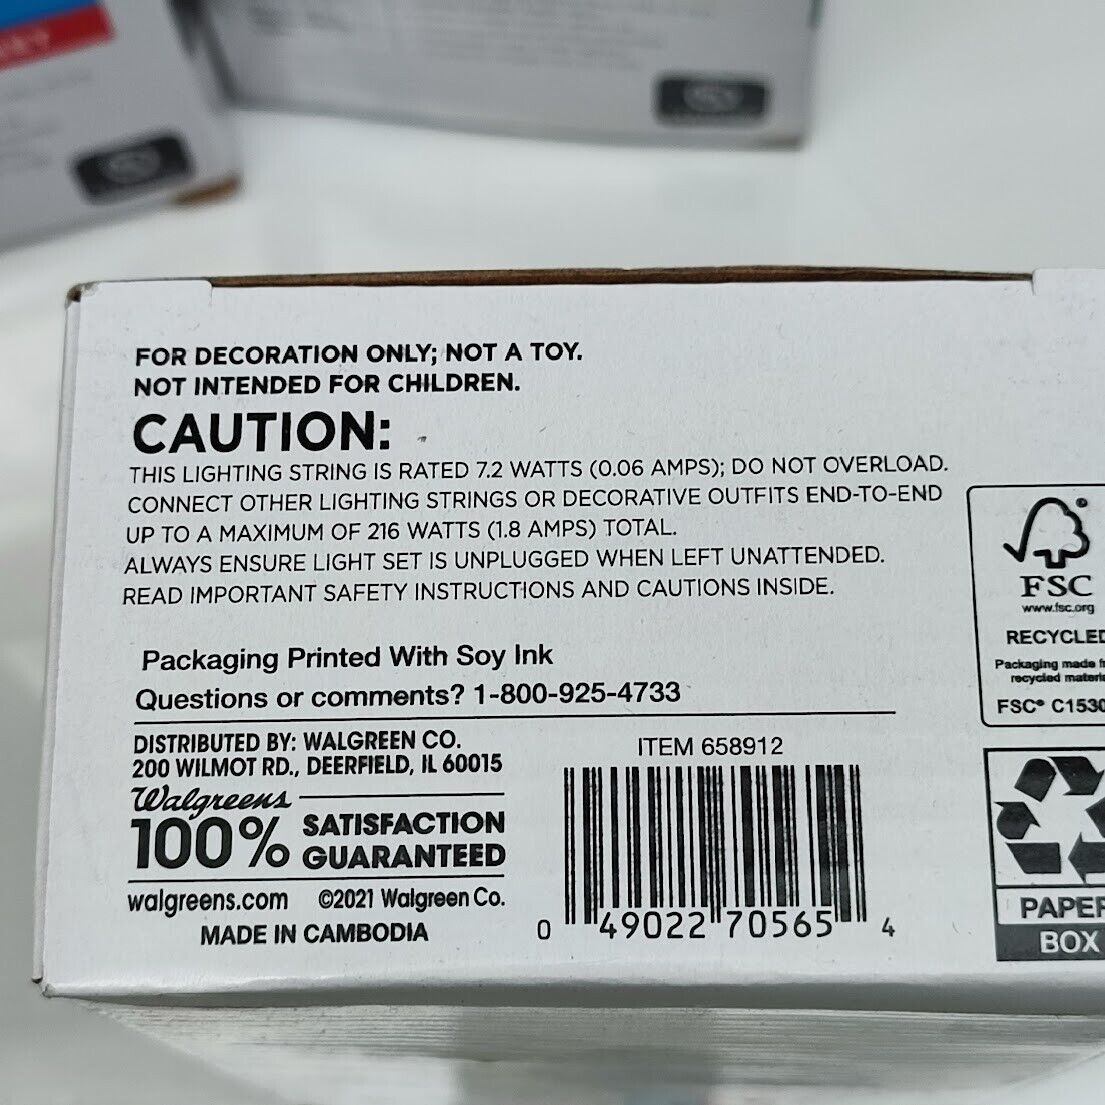 FOR DECORATION ONLY; NOT A TOY.
NOT INTENDED FOR CHILDREN.
CAUTION:
THIS LIGHTING STRING IS RATED 7.2 WATTS (0.06 AMPS); DO NOT OVERLOAD.
CONNECT OTHER LIGHTING STRINGS OR DECORATIVE OUTFITS END-TO-END
UP TO A MAXIMUM OF 216 WATTS (1.8 AMPS) TOTAL.
ALWAYS ENSURE LIGHT SET IS UNPLUGGED WHEN LEFT UNATTENDED.
READ IMPORTANT SAFETY INSTRUCTIONS AND CAUTIONS INSIDE.
Packaging Printed With Soy Ink
Questions or comments? 1-800-925-4733
DISTRIBUTED BY: WALGREEN CO.
200 WILMOT RD., DEERFIELD, IL 60015
Walgreens
100% SATISFACTION
GUARANTEED
walgreens.com ©2021 Walgreen Co.
MADE IN CAMBODIA
ITEM 658912
0 49022 70565 4
FSC
www.fsc.org
RECYCLED
Packaging made
recycled
FSC® C1530
PAPER
BOX